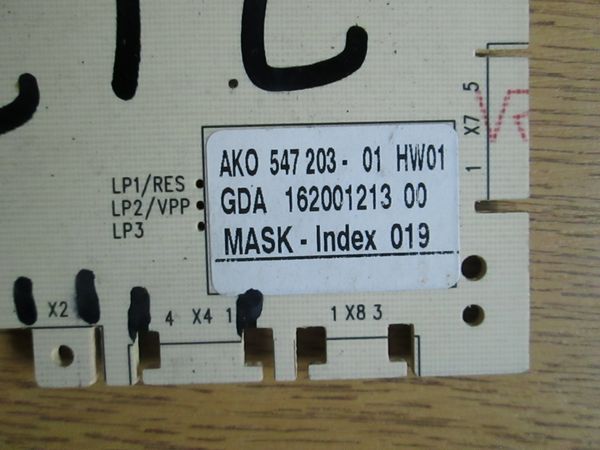 AKO 547 203 - 01 HW01
GDA 162001213 00
MASK - Index 019
LP1/RES
LP2/VPP
LP3
X2
4 X4 1
1 X8 3
1 X7 5
VR